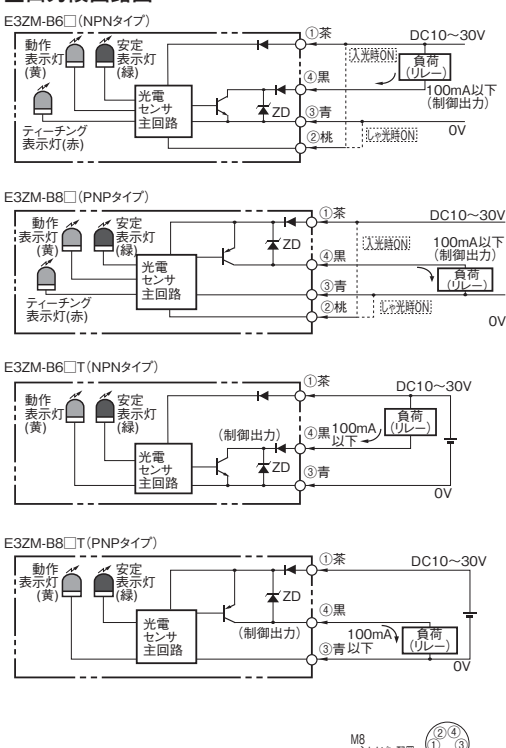 E3ZM-B6□(NPNタイプ)
動作
表示灯
(黄)
安定
表示灯
(緑)
ティーチング
表示灯(赤)
光電
センサ
主回路
ZD
①茶
④黒
③青
②桃
入光時ON
しゃ光時ON
DC10～30V
負荷
(リレー)
100mA以下
(制御出力)
0V
E3ZM-B8□(PNPタイプ)
動作
表示灯
(黄)
安定
表示灯
(緑)
ティーチング
表示灯(赤)
光電
センサ
主回路
ZD
①茶
④黒
③青
②桃
入光時ON
しゃ光時ON
DC10～30V
100mA以下
(制御出力)
負荷
(リレー)
0V
E3ZM-B6□T(NPNタイプ)
動作
表示灯
(黄)
安定
表示灯
(緑)
光電
センサ
主回路
(制御出力)
ZD
①茶
④黒
③青
100mA
以下
DC10～30V
負荷
(リレー)
0V
E3ZM-B8□T(PNPタイプ)
動作
表示灯
(黄)
安定
表示灯
(緑)
光電
センサ
主回路
ZD
(制御出力)
①茶
④黒
③青
100mA
以下
DC10～30V
負荷
(リレー)
0V
M8
②④
①③